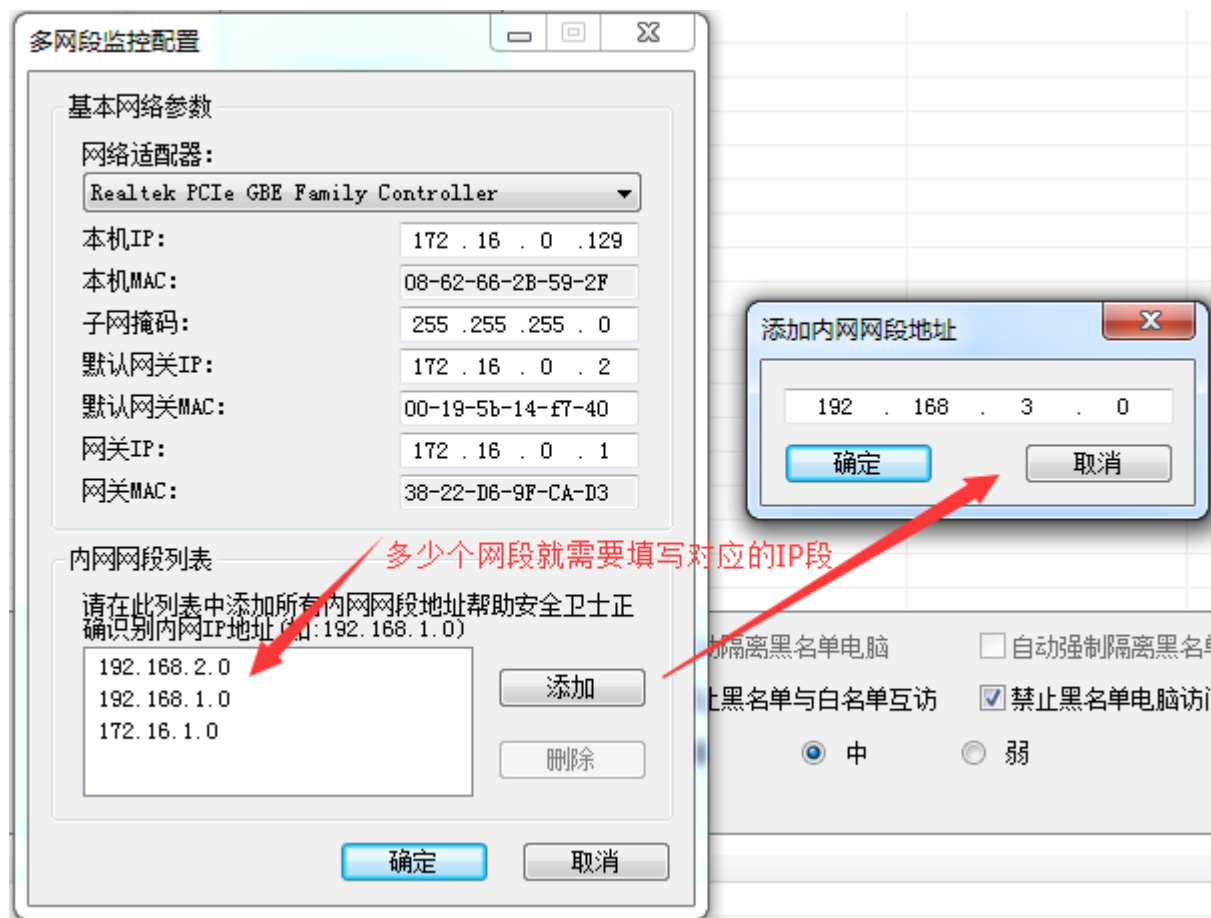 多网段监控配置
基本网络参数
网络适配器:
Realtek PCIe GBE Family Controller
本机IP: 172 . 16 . 0 .129
本机MAC: 08-62-66-2B-59-2F
子网掩码: 255 .255 .255 . 0
默认网关IP: 172 . 16 . 0 . 2
默认网关MAC: 00-19-5b-14-f7-40
网关IP: 172 . 16 . 0 . 1
网关MAC: 38-22-D6-9F-CA-D3
内网网段列表
多少个网段就需要填写对应的IP段
请在此列表中添加所有内网网段地址帮助安全卫士正
确识别内网IP地址(如:192.168.1.0)
192.168.2.0
192.168.1.0
172.16.1.0
添加
删除
确定 取消
添加内网网段地址
192 . 168 . 3 . 0
确定 取消
隔离黑名单电脑 自动强制隔离黑名
黑名单与白名单互访 禁止黑名单电脑访
中 弱